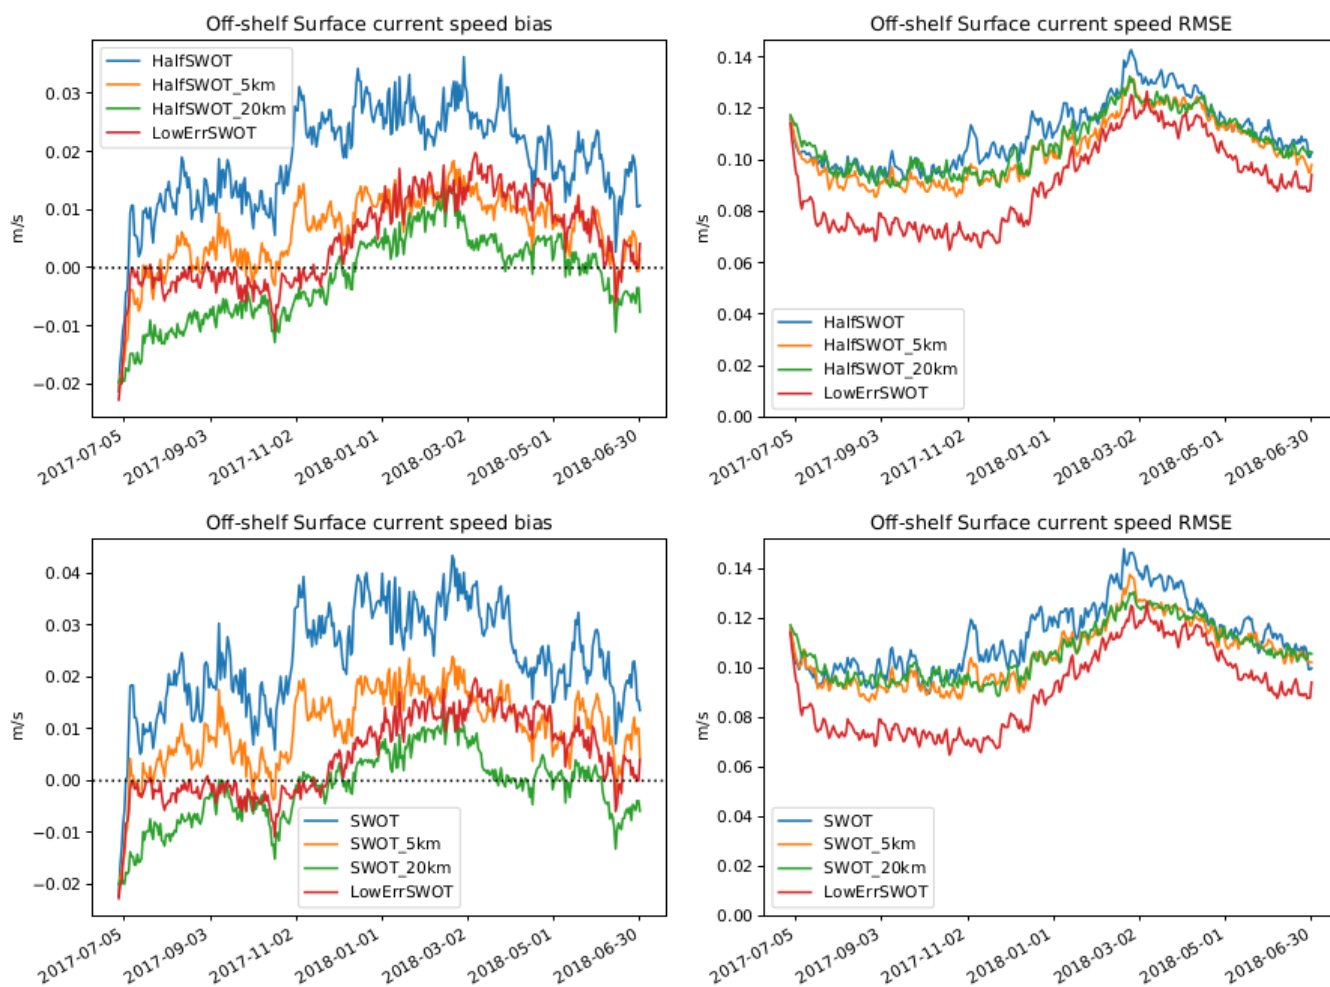 Off-shelf Surface current speed bias
m/s
0.03
0.02
0.01
0.00
−0.01
−0.02
HalfSWOT
HalfSWOT_5km
HalfSWOT_20km
LowErrSWOT
2017-07-05
2017-09-03
2017-11-02
2018-01-01
2018-03-02
2018-05-01
2018-06-30
Off-shelf Surface current speed RMSE
m/s
0.14
0.12
0.10
0.08
0.06
0.04
0.02
0.00
HalfSWOT
HalfSWOT_5km
HalfSWOT_20km
LowErrSWOT
2017-07-05
2017-09-03
2017-11-02
2018-01-01
2018-03-02
2018-05-01
2018-06-30
Off-shelf Surface current speed bias
m/s
0.04
0.03
0.02
0.01
0.00
−0.01
−0.02
SWOT
SWOT_5km
SWOT_20km
LowErrSWOT
2017-07-05
2017-09-03
2017-11-02
2018-01-01
2018-03-02
2018-05-01
2018-06-30
Off-shelf Surface current speed RMSE
m/s
0.14
0.12
0.10
0.08
0.06
0.04
0.02
0.00
SWOT
SWOT_5km
SWOT_20km
LowErrSWOT
2017-07-05
2017-09-03
2017-11-02
2018-01-01
2018-03-02
2018-05-01
2018-06-30